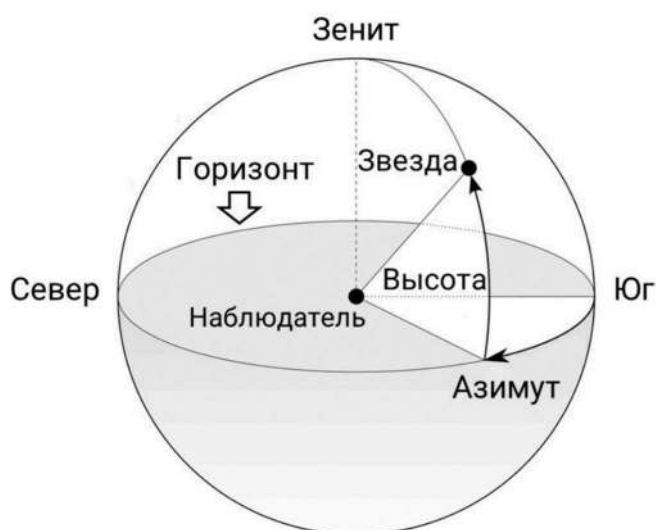 Зенит
Звезда
Горизонт
Высота
Север
Юг
Наблюдатель
Азимут